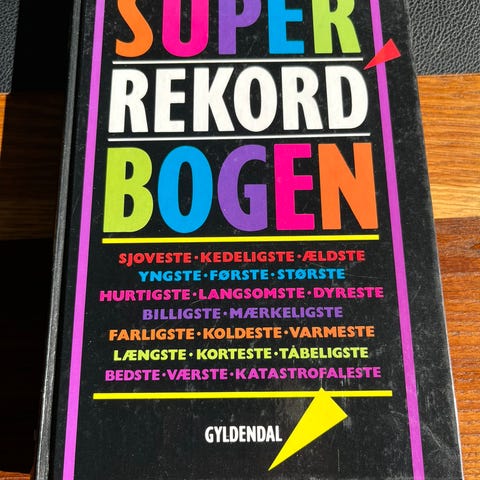 SUPER
REKORD
BOGEN
SJOVESTE · KEDELIGSTE · ÆLDSTE
YNGSTE · FØRSTE · STØRSTE
HURTIGSTE · LANGSOMSTE · DYRESTE
BILLIGSTE · MÆRKELIGSTE
FARLIGSTE · KOLDESTE · VARMESTE
LÆNGSTE · KORTESTE · TÅBELIGSTE
BEDSTE · VÆRSTE · KATASTROFALESTE
GYLDENDAL